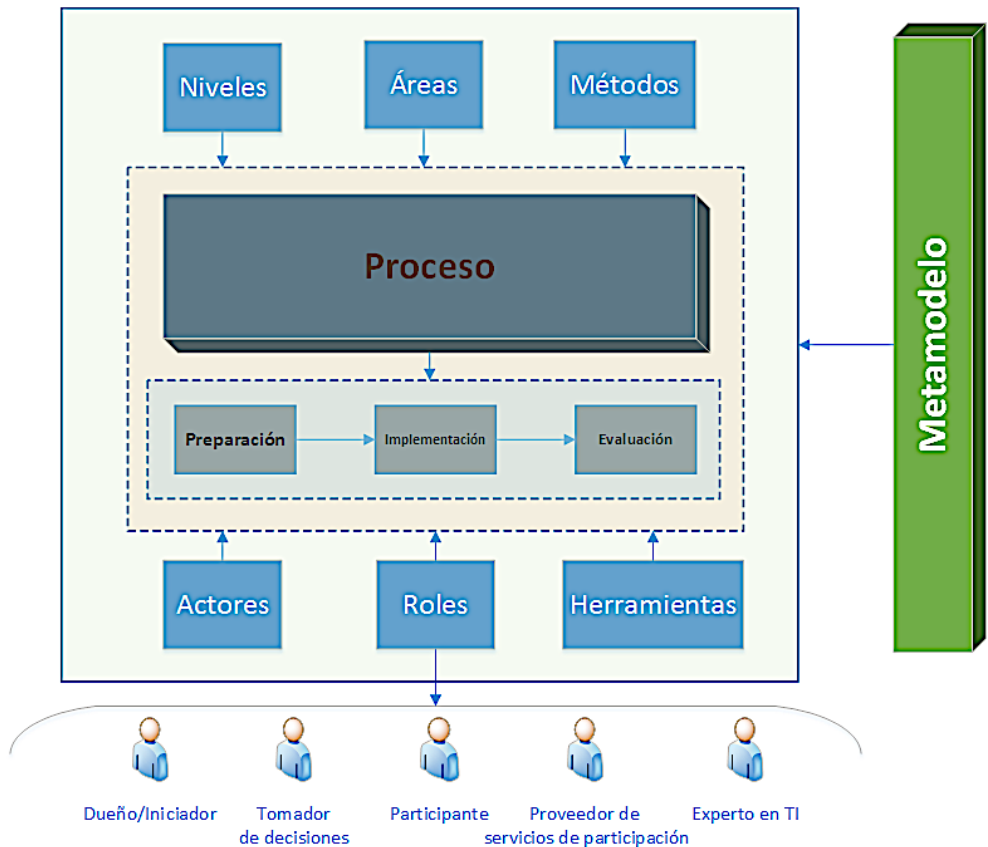 Niveles
Áreas
Métodos
Proceso
Preparación
Implementación
Evaluación
Actores
Roles
Herramientas
Metamodelo
Dueño/Iniciador
Tomador
de decisiones
Participante
Proveedor de
servicios de participación
Experto en TI